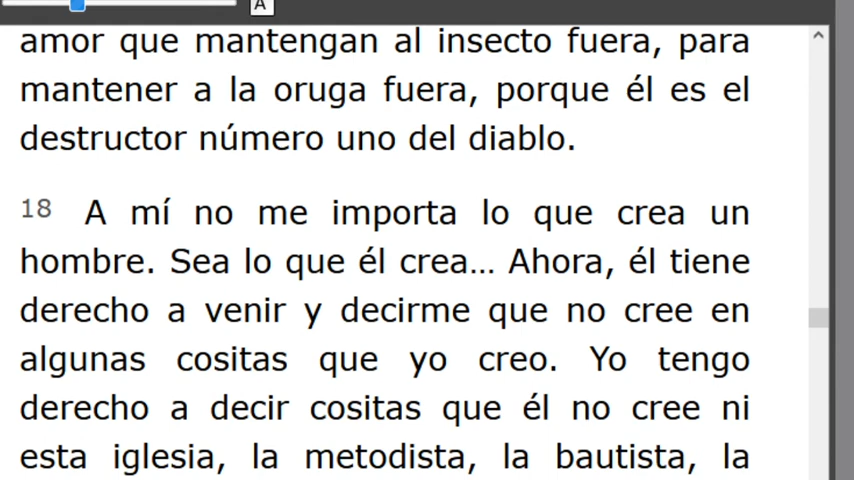 A
amor que mantengan al insecto fuera, para
mantener a la oruga fuera, porque él es el
destructor número uno del diablo.
18 A mí no me importa lo que crea un
hombre. Sea lo que él crea... Ahora, él tiene
derecho a venir y decirme que no cree en
algunas cositas que yo creo. Yo tengo
derecho a decir cositas que él no cree ni
esta iglesia, la metodista, la bautista, la